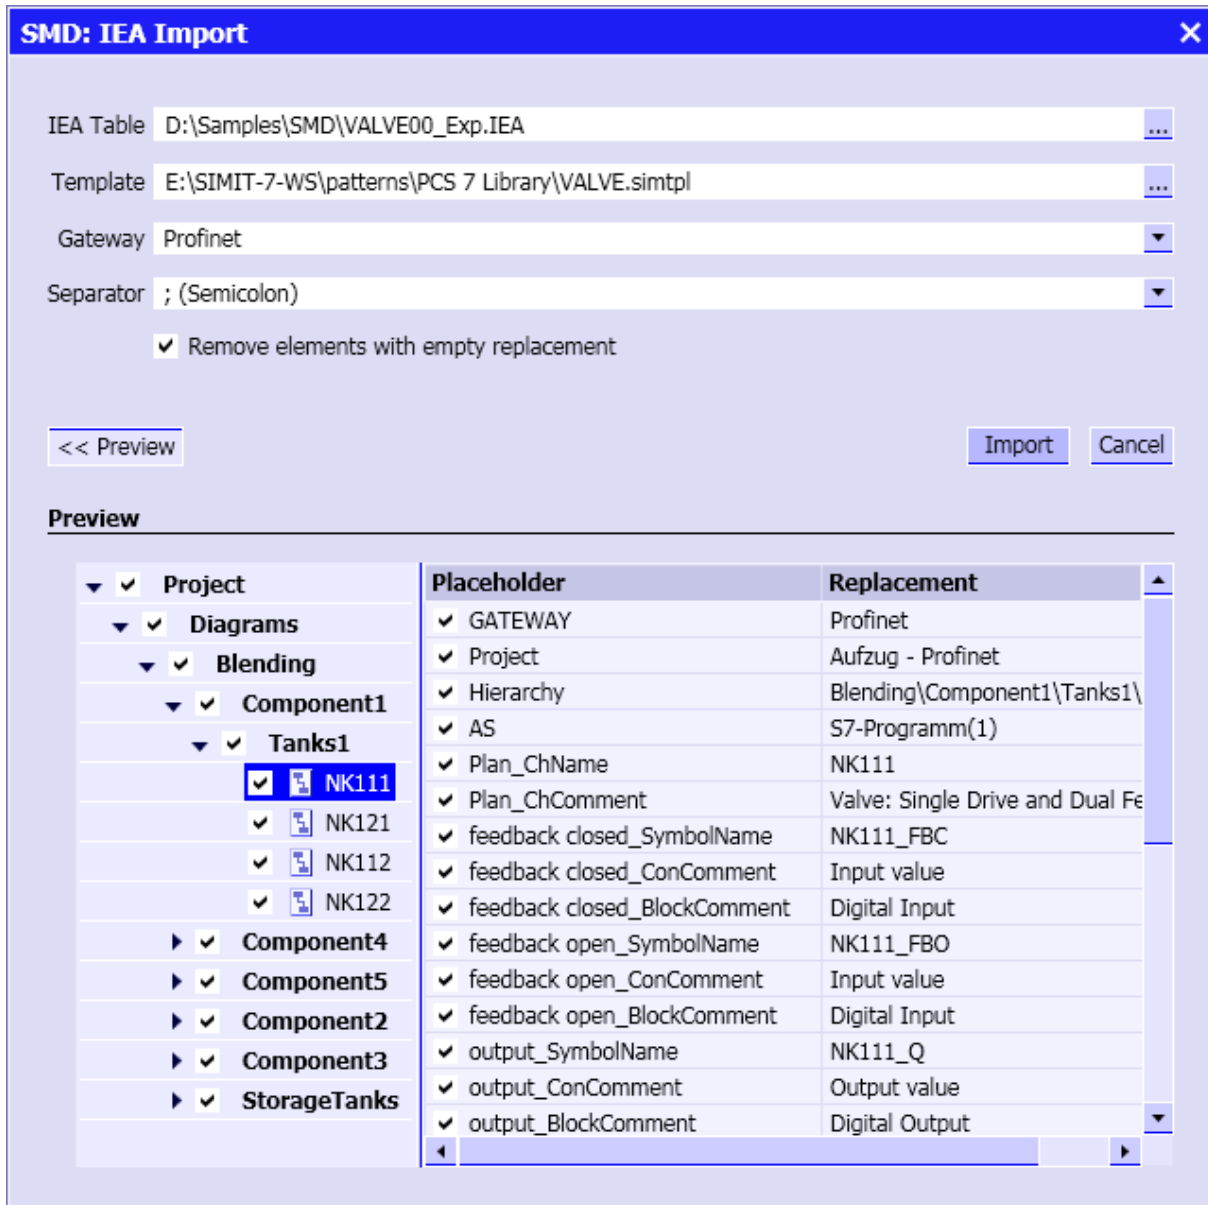 SMD: IEA Import
IEA Table D:\Samples\SMD\VALVE00_Exp.IEA ...
Template E:\SIMIT-7-WS\patterns\PCS 7 Library\VALVE.simtpl ...
Gateway Profinet
Separator ; (Semicolon)
Remove elements with empty replacement
<< Preview Import Cancel
Preview
Project
Diagrams
Blending
Component1
Tanks1
NK111
NK121
NK112
NK122
Component4
Component5
Component2
Component3
StorageTanks
Placeholder Replacement
GATEWAY Profinet
Project Aufzug - Profinet
Hierarchy Blending\Component1\Tanks1\
AS S7-Programm(1)
Plan_ChName NK111
Plan_ChComment Valve: Single Drive and Dual Fe
feedback closed_SymbolName NK111_FBC
feedback closed_ConComment Input value
feedback closed_BlockComment Digital Input
feedback open_SymbolName NK111_FBO
feedback open_ConComment Input value
feedback open_BlockComment Digital Input
output_SymbolName NK111_Q
output_ConComment Output value
output_BlockComment Digital Output